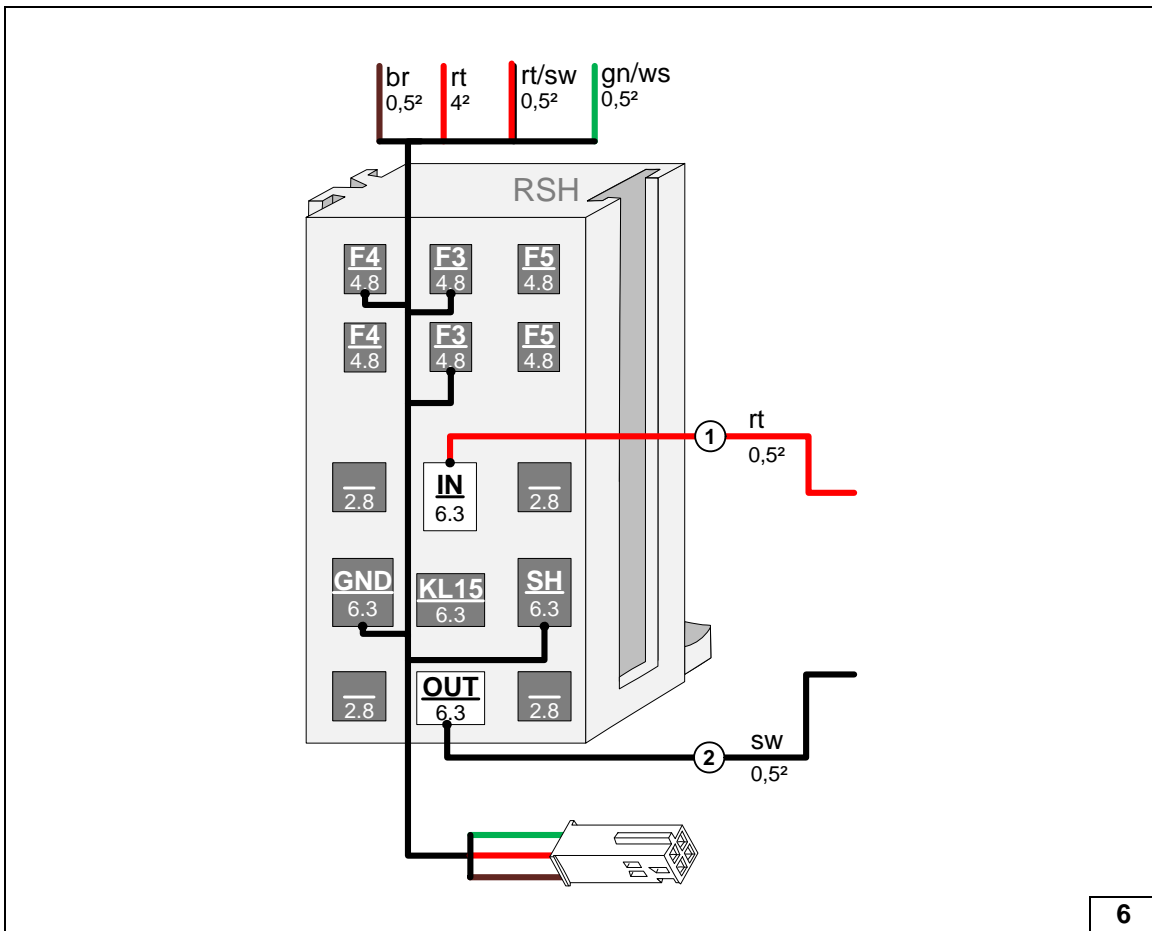 br rt rt/sw gn/ws
0,5² 4² 0,5² 0,5²
RSH
F4 F3 F5
4.8 4.8 4.8
F4 F3 F5
4.8 4.8 4.8
1 rt
0,5²
IN
2.8 6.3 2.8
GND KL15 SH
6.3 6.3 6.3
OUT
2.8 6.3 2.8
2 sw
0,5²
6